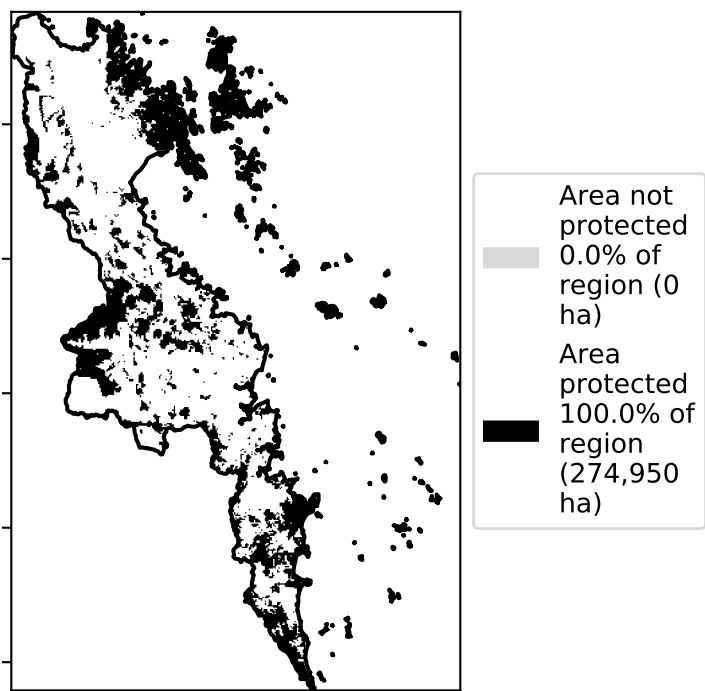 Area not
protected
0.0% of
region (0
ha)
Area
protected
100.0% of
region
(274,950
ha)